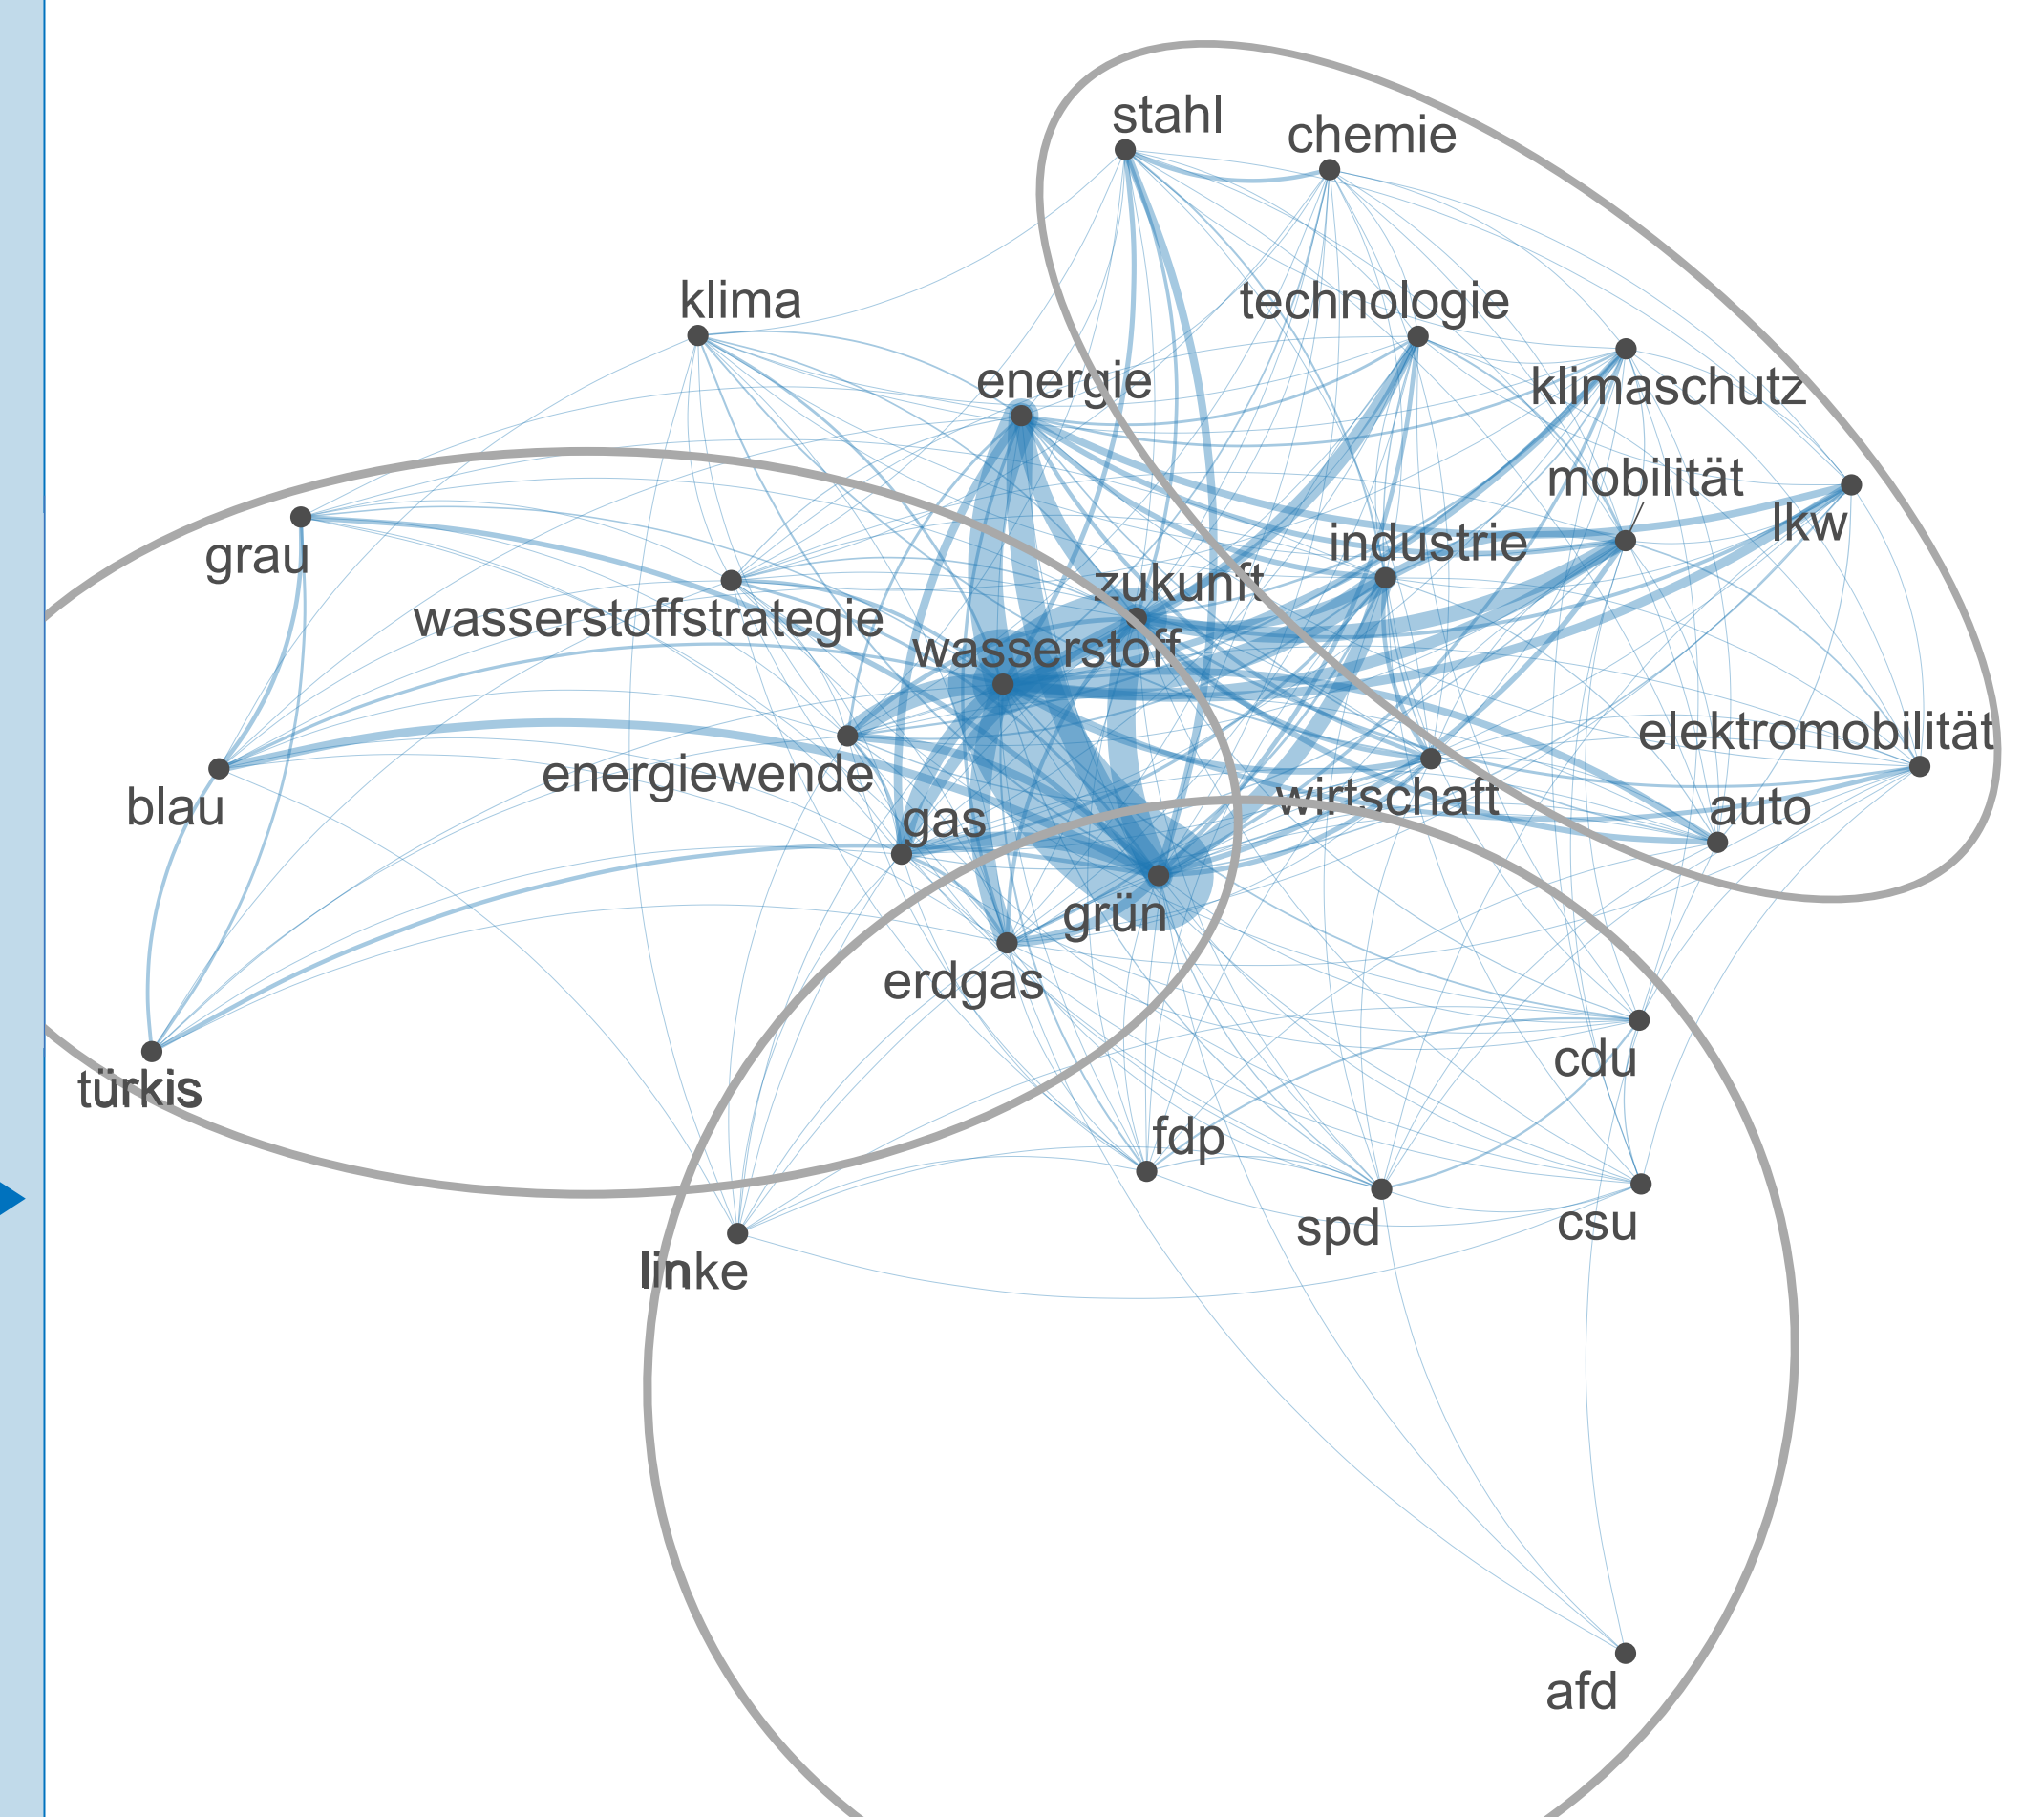 stahl
chemie
klima
technologie
energie
klimaschutz
mobilität
lkw
grau
industrie
zukunft
wasserstoffstrategie
wasserstoff
elektromobilität
energiewende
wirtschaft
blau
auto
gas
grün
erdgas
cdu
türkis
fdp
spd
csu
linke
afd